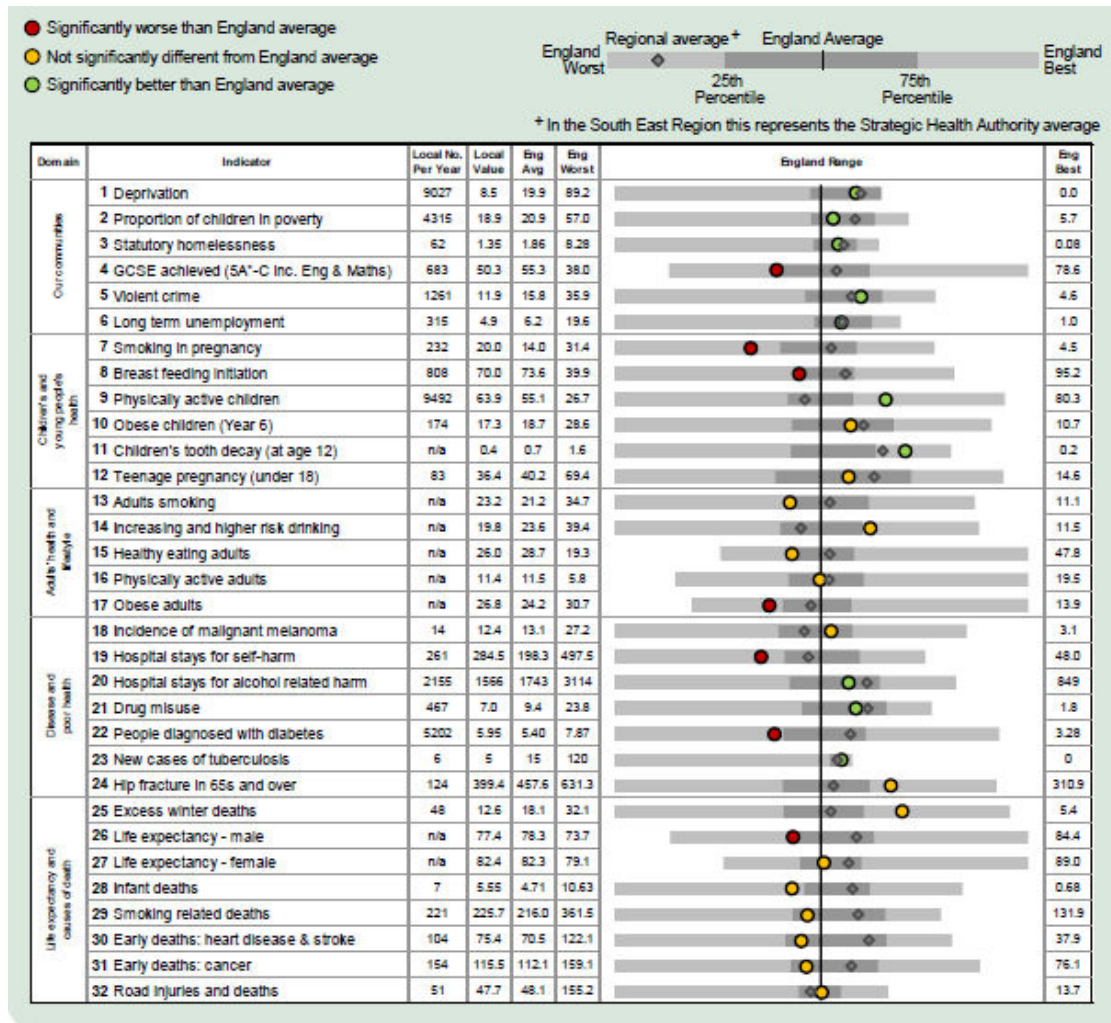 Significantly worse than England average
Not significantly different from England average
Significantly better than England average
Regional average+ England Average
England Worst
England Best
25th Percentile
75th Percentile
+ In the South East Region this represents the Strategic Health Authority average
Domain Indicator Local No. Per Year Local Value Eng Avg Eng Worst England Range Eng Best
Our communities
1 Deprivation 9027 8.5 19.9 89.2 0.0
2 Proportion of children in poverty 4315 18.9 20.9 57.0 5.7
3 Statutory homelessness 62 1.35 1.86 8.28 0.08
4 GCSE achieved (5A*-C inc. Eng & Maths) 683 50.3 55.3 38.0 78.6
5 Violent crime 1261 11.9 15.8 35.9 4.6
6 Long term unemployment 315 4.9 6.2 19.6 1.0
Children's and young people's health
7 Smoking in pregnancy 232 20.0 14.0 31.4 4.5
8 Breast feeding initiation 808 70.0 73.6 39.9 95.2
9 Physically active children 9492 63.9 55.1 26.7 80.3
10 Obese children (Year 6) 174 17.3 18.7 28.6 10.7
11 Children's tooth decay (at age 12) n/a 0.4 0.7 1.6 0.2
12 Teenage pregnancy (under 18) 83 36.4 40.2 69.4 14.6
Adults' health and lifestyle
13 Adults smoking n/a 23.2 21.2 34.7 11.1
14 Increasing and higher risk drinking n/a 19.8 23.6 39.4 11.5
15 Healthy eating adults n/a 26.0 28.7 19.3 47.8
16 Physically active adults n/a 11.4 11.5 5.8 19.5
17 Obese adults n/a 26.8 24.2 30.7 13.9
Disease and poor health
18 Incidence of malignant melanoma 14 12.4 13.1 27.2 3.1
19 Hospital stays for self-harm 261 284.5 198.3 497.5 48.0
20 Hospital stays for alcohol related harm 2155 1566 1743 3114 849
21 Drug misuse 467 7.0 9.4 23.8 1.8
22 People diagnosed with diabetes 5202 5.95 5.40 7.87 3.28
23 New cases of tuberculosis 6 5 15 120 0
24 Hip fracture in 65s and over 124 399.4 457.6 631.3 310.9
Life expectancy and causes of death
25 Excess winter deaths 48 12.6 18.1 32.1 5.4
26 Life expectancy - male n/a 77.4 78.3 73.7 84.4
27 Life expectancy - female n/a 82.4 82.3 79.1 89.0
28 Infant deaths 7 5.55 4.71 10.63 0.68
29 Smoking related deaths 221 225.7 216.0 361.5 131.9
30 Early deaths: heart disease & stroke 104 75.4 70.5 122.1 37.9
31 Early deaths: cancer 154 115.5 112.1 159.1 76.1
32 Road injuries and deaths 51 47.7 48.1 155.2 13.7